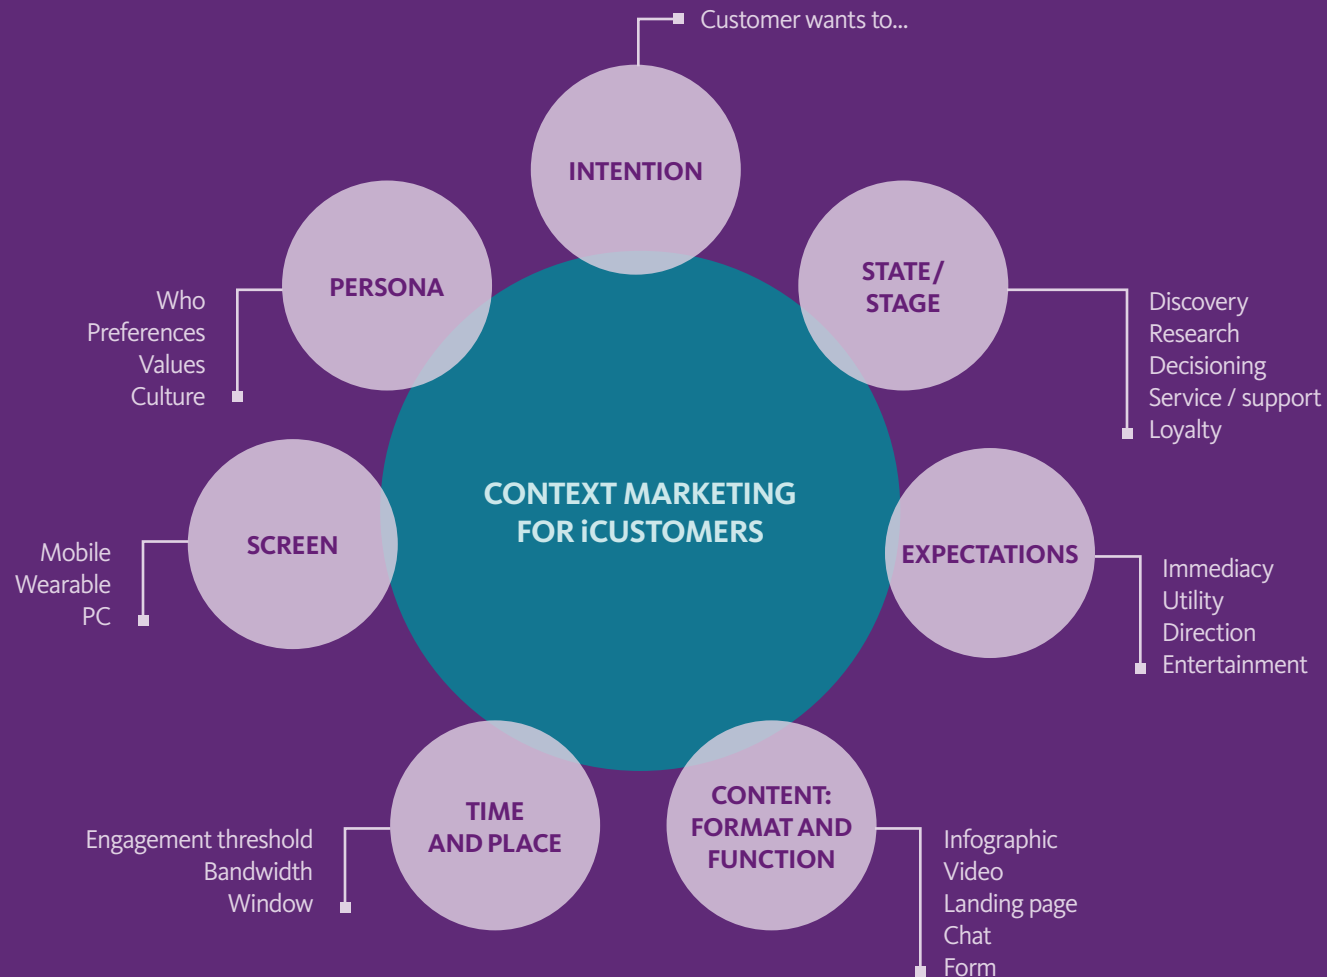 Customer wants to...
INTENTION
STATE/
STAGE
Discovery
Research
Decisioning
Service / support
Loyalty
PERSONA
Who
Preferences
Values
Culture
CONTEXT MARKETING
FOR iCUSTOMERS
SCREEN
Mobile
Wearable
PC
EXPECTATIONS
Immediacy
Utility
Direction
Entertainment
TIME
AND PLACE
Engagement threshold
Bandwidth
Window
CONTENT:
FORMAT AND
FUNCTION
Infographic
Video
Landing page
Chat
Form